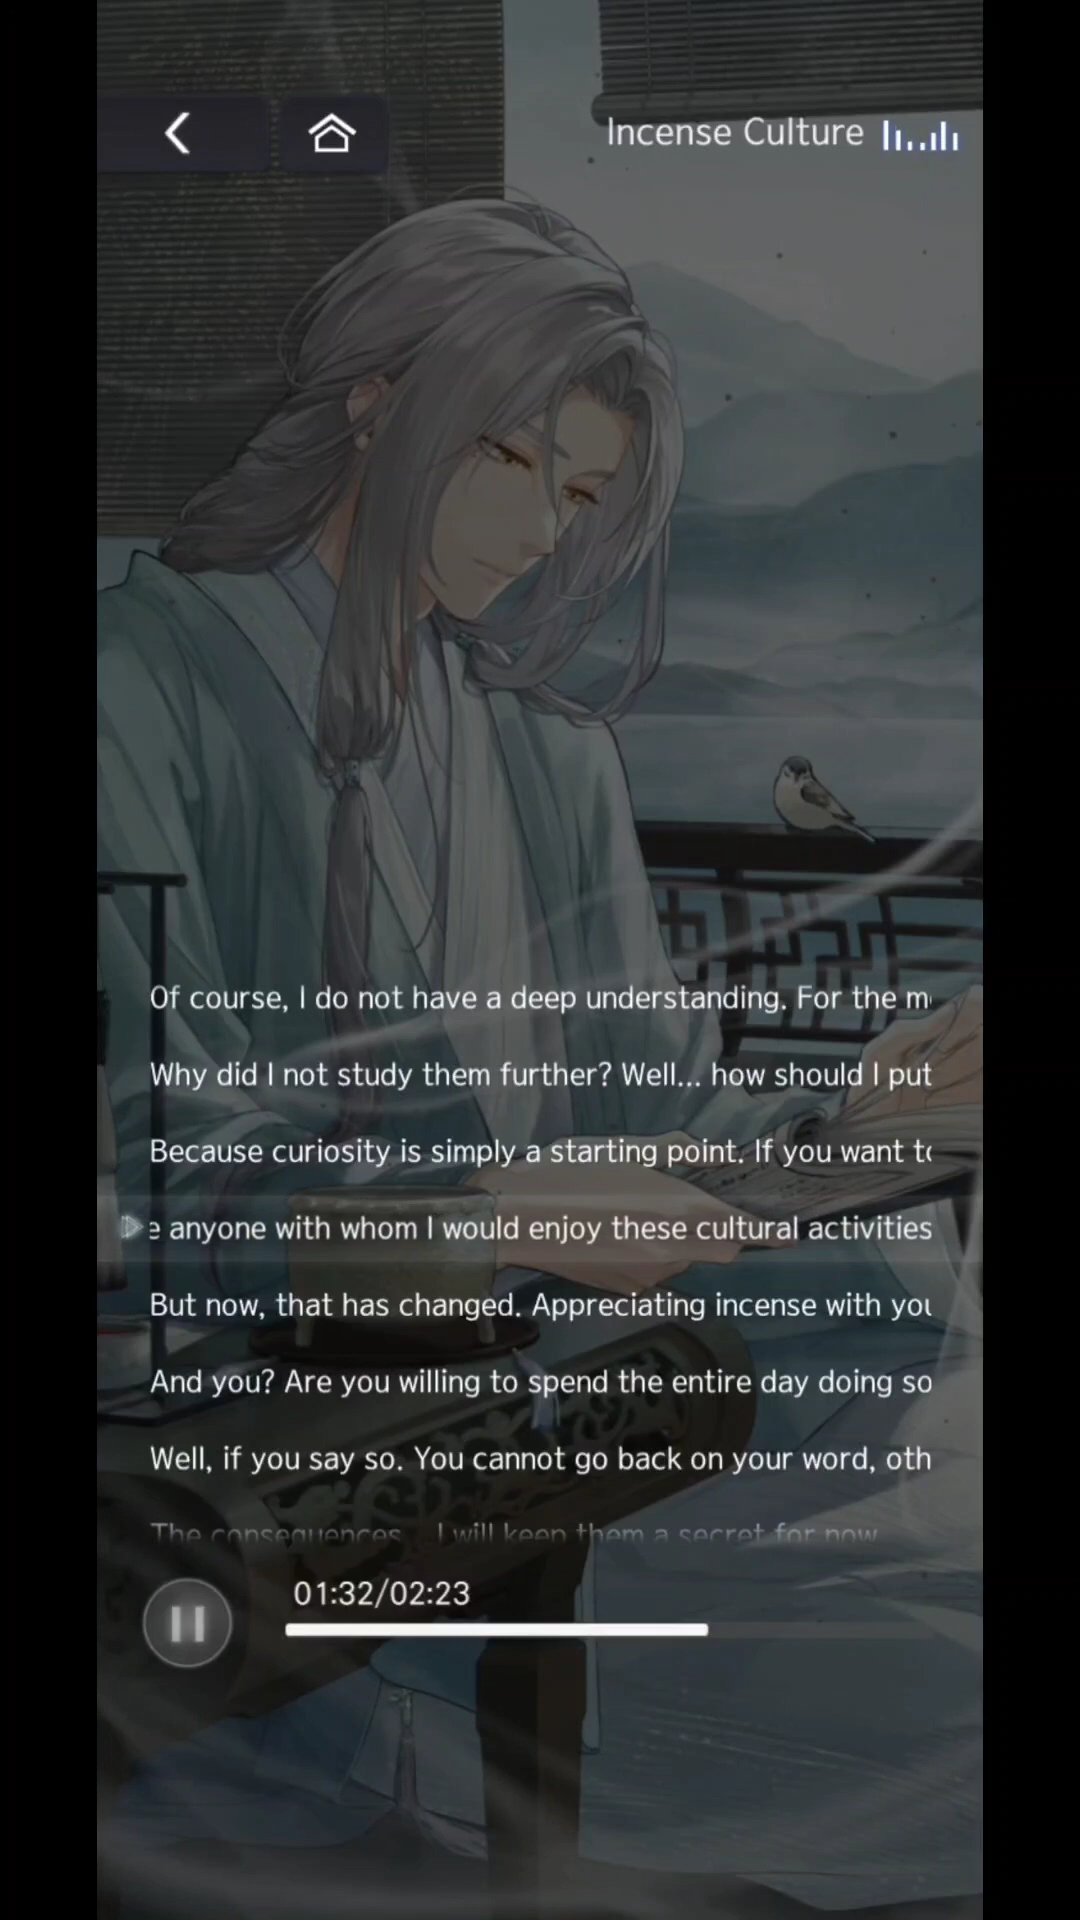 Incense Culture
Of course, I do not have a deep understanding. For the
Why did I not study them further? Well... how should I put
Because curiosity is simply a starting point. If you want
anyone with whom I would enjoy these cultural activities
But now, that has changed. Appreciating incense with
And you? Are you willing to spend the entire day doing so
Well, if you say so. You cannot go back on your word,
The consequences... I will keep them a secret for now
01:32/02:23